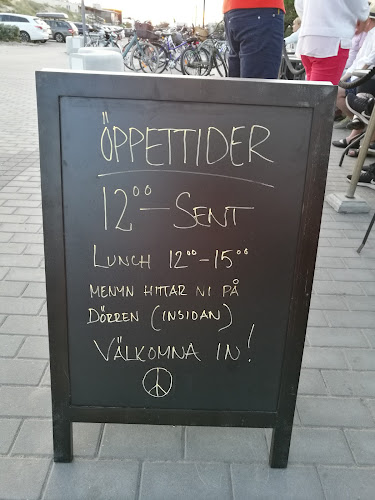 ÖPPETTIDER
12⁰⁰-SENT
LUNCH 12⁰⁰-15⁰⁰
MENYN HITTAR NI PÅ
DÖRREN (INSIDAN)
VÄLKOMNA IN!